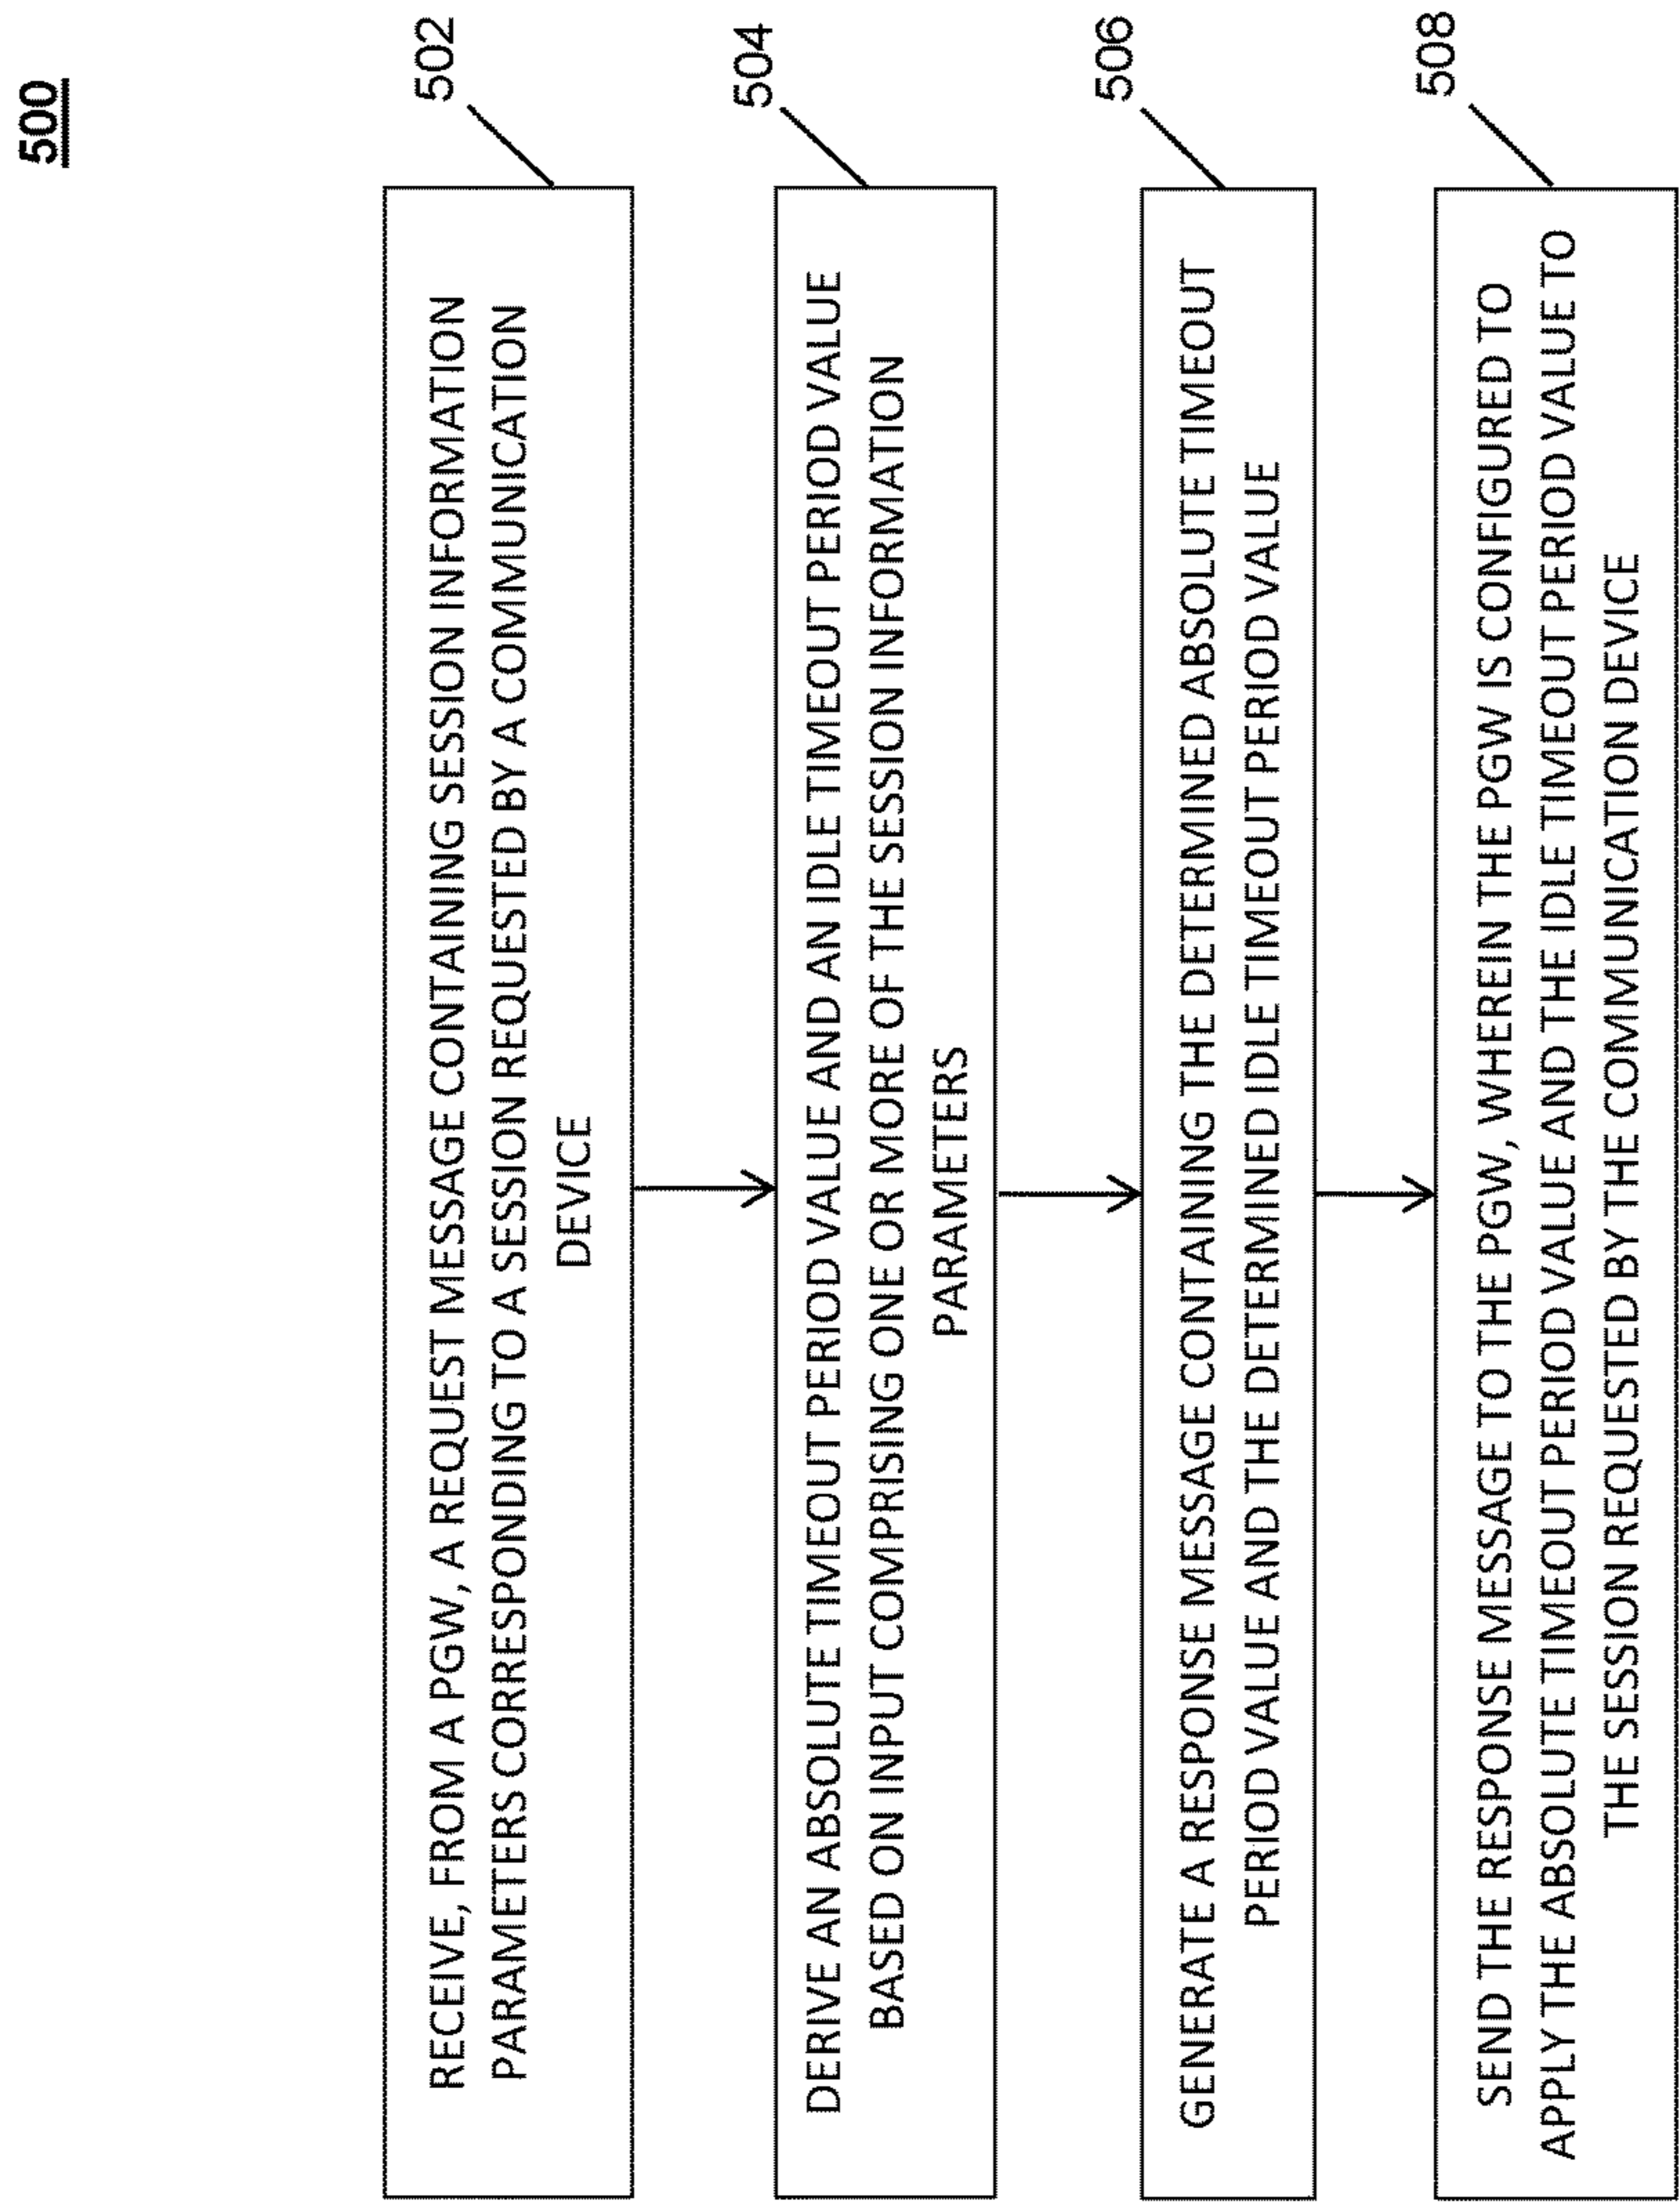 500
502
RECEIVE, FROM A PGW, A REQUEST MESSAGE CONTAINING SESSION INFORMATION
PARAMETERS CORRESPONDING TO A SESSION REQUESTED BY A COMMUNICATION
DEVICE
504
DERIVE AN ABSOLUTE TIMEOUT PERIOD VALUE AND AN IDLE TIMEOUT PERIOD VALUE
BASED ON INPUT COMPRISING ONE OR MORE OF THE SESSION INFORMATION
PARAMETERS
506
GENERATE A RESPONSE MESSAGE CONTAINING THE DETERMINED ABSOLUTE TIMEOUT
PERIOD VALUE AND THE DETERMINED IDLE TIMEOUT PERIOD VALUE
508
SEND THE RESPONSE MESSAGE TO THE PGW, WHEREIN THE PGW IS CONFIGURED TO
APPLY THE ABSOLUTE TIMEOUT PERIOD VALUE AND THE IDLE TIMEOUT PERIOD VALUE TO
THE SESSION REQUESTED BY THE COMMUNICATION DEVICE